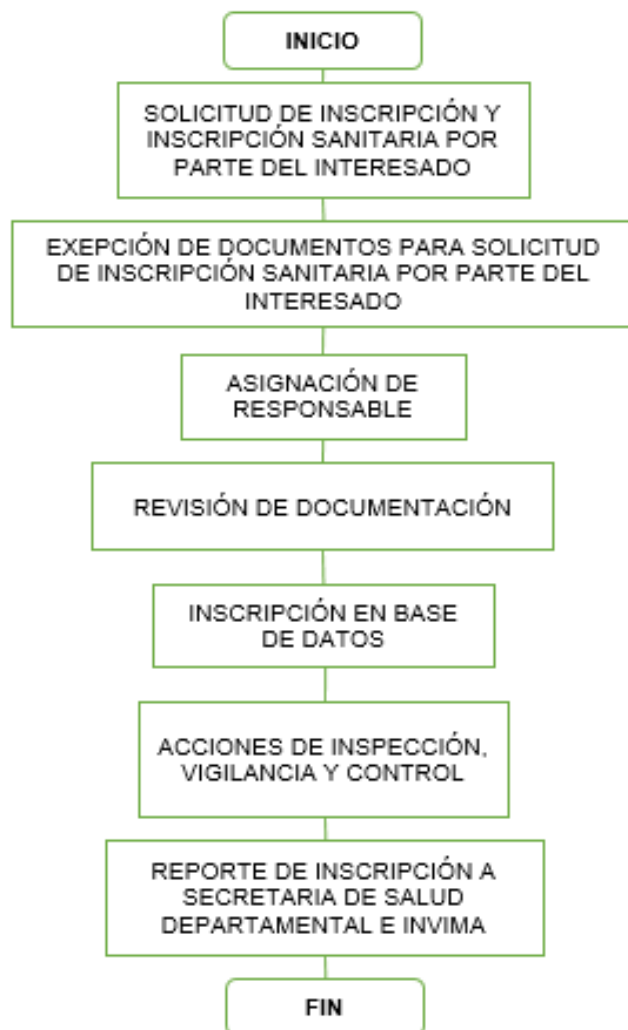 INICIO
SOLICITUD DE INSCRIPCIÓN Y
INSCRIPCIÓN SANITARIA POR
PARTE DEL INTERESADO
EXEPCIÓN DE DOCUMENTOS PARA SOLICITUD
DE INSCRIPCIÓN SANITARIA POR PARTE DEL
INTERESADO
ASIGNACIÓN DE
RESPONSABLE
REVISIÓN DE DOCUMENTACIÓN
INSCRIPCIÓN EN BASE
DE DATOS
ACCIONES DE INSPECCIÓN,
VIGILANCIA Y CONTROL
REPORTE DE INSCRIPCIÓN A
SECRETARIA DE SALUD
DEPARTAMENTAL E INVIMA
FIN